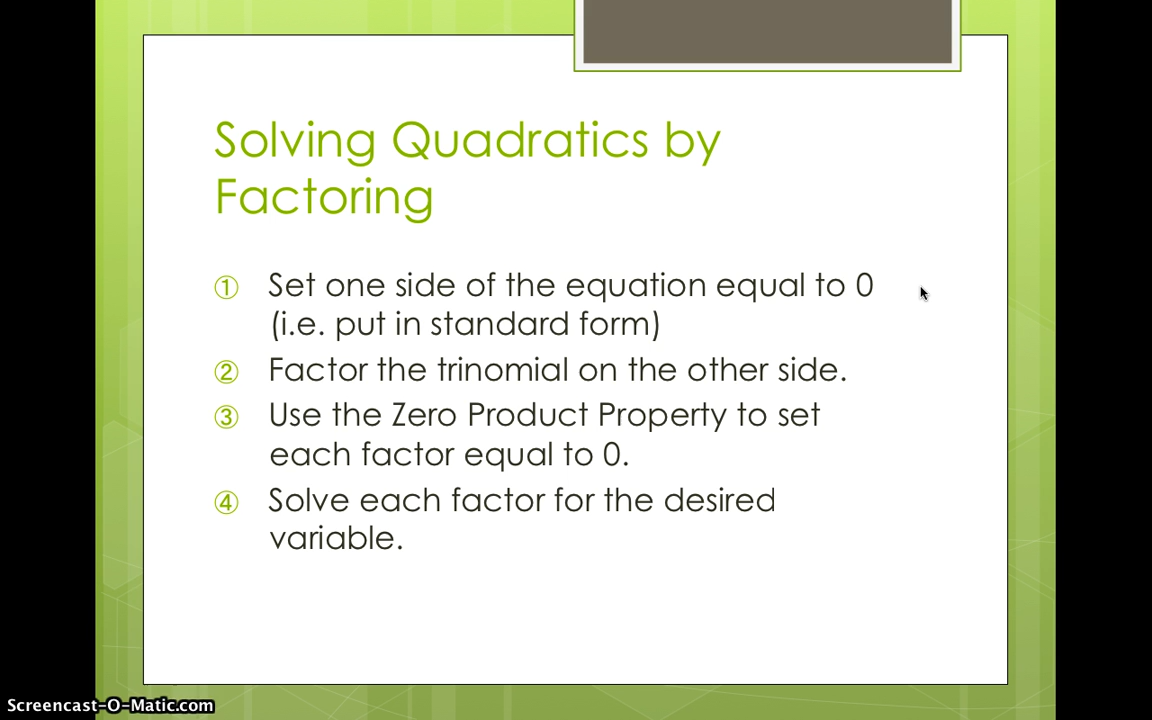 Solving Quadratics by
Factoring
① Set one side of the equation equal to 0
(i.e. put in standard form)
② Factor the trinomial on the other side.
③ Use the Zero Product Property to set
each factor equal to 0.
④ Solve each factor for the desired
variable.
Screencast-O-Matic.com